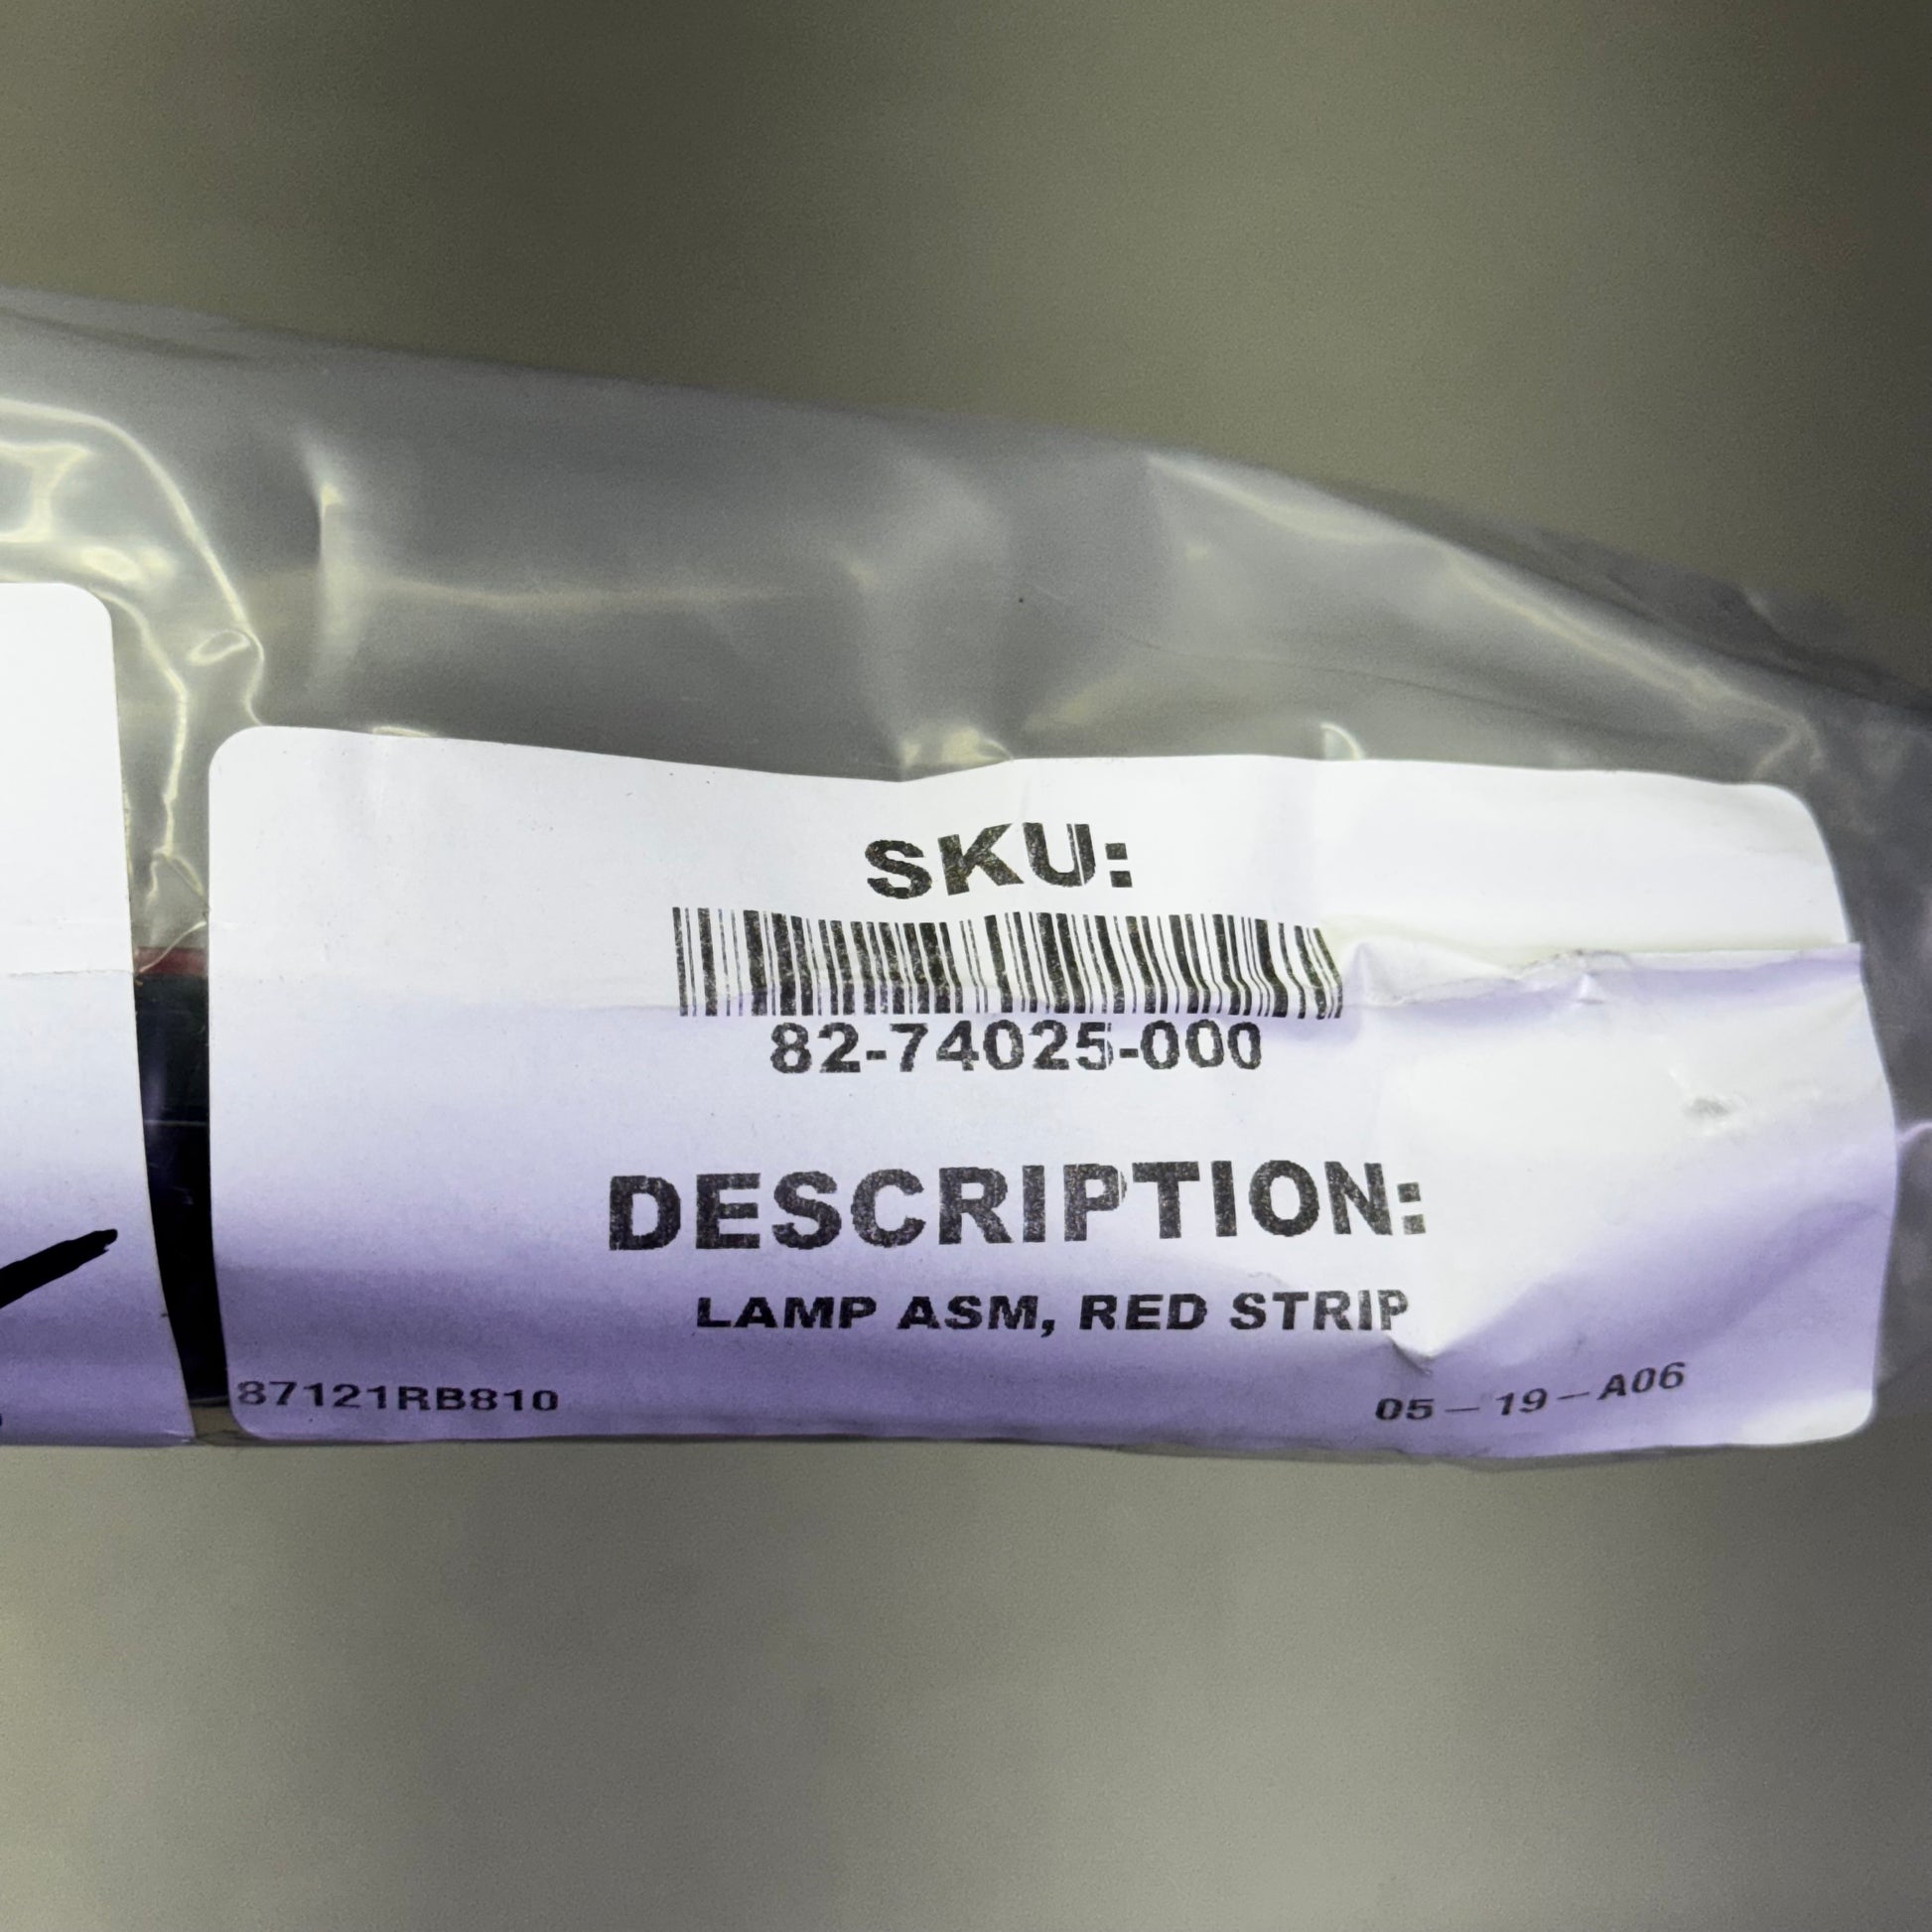 SKU:
82-74025-000
DESCRIPTION:
LAMP ASM, RED STRIP
87121RB810
05-19-A06